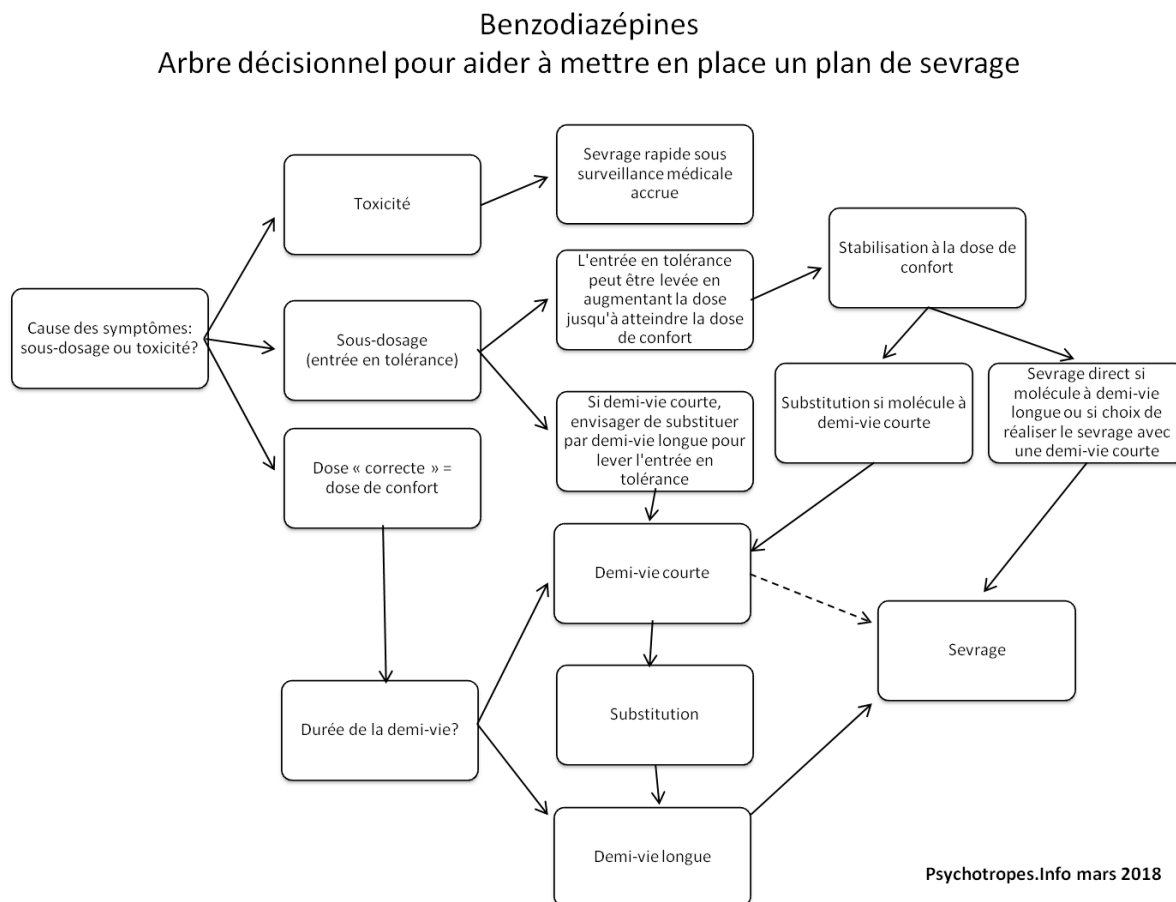 Benzodiazépines
Arbre décisionnel pour aider à mettre en place un plan de sevrage
Sevrage rapide sous
surveillance médicale
accrue
Toxicité
Stabilisation à la dose de
confort
L'entrée en tolérance
peut être levée en
augmentant la dose
jusqu'à atteindre la dose
de confort
Cause des symptômes:
sous-dosage ou toxicité?
Sous-dosage
(entrée en tolérance)
Substitution si molécule à
demi-vie courte
Sevrage direct si
molécule à demi-vie
longue ou si choix de
réaliser le sevrage avec
une demi-vie courte
Si demi-vie courte,
envisager de substituer
par demi-vie longue pour
lever l'entrée en
tolérance
Dose « correcte » =
dose de confort
Demi-vie courte
Sevrage
Durée de la demi-vie?
Substitution
Demi-vie longue
Psychotropes.Info mars 2018